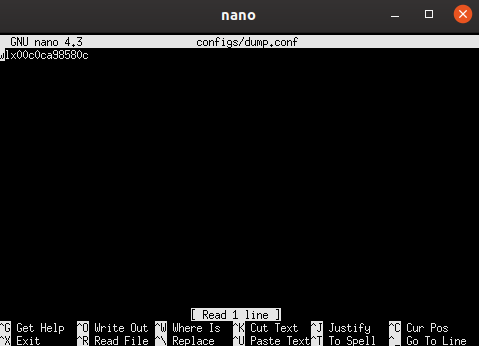 nano
GNU nano 4.3 configs/dump.conf
wlx00c0ca98580c
[ Read 1 line ]
^G Get Help ^O Write Out ^W Where Is ^K Cut Text ^J Justify ^C Cur Pos
^X Exit ^R Read File ^\ Replace ^U Paste Text ^T To Spell ^_ Go To Line